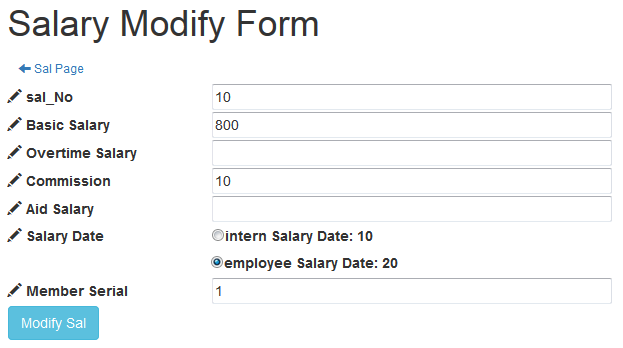 Salary Modify Form
Sal Page
sal_No 10
Basic Salary 800
Overtime Salary
Commission 10
Aid Salary
Salary Date intern Salary Date: 10
employee Salary Date: 20
Member Serial 1
Modify Sal